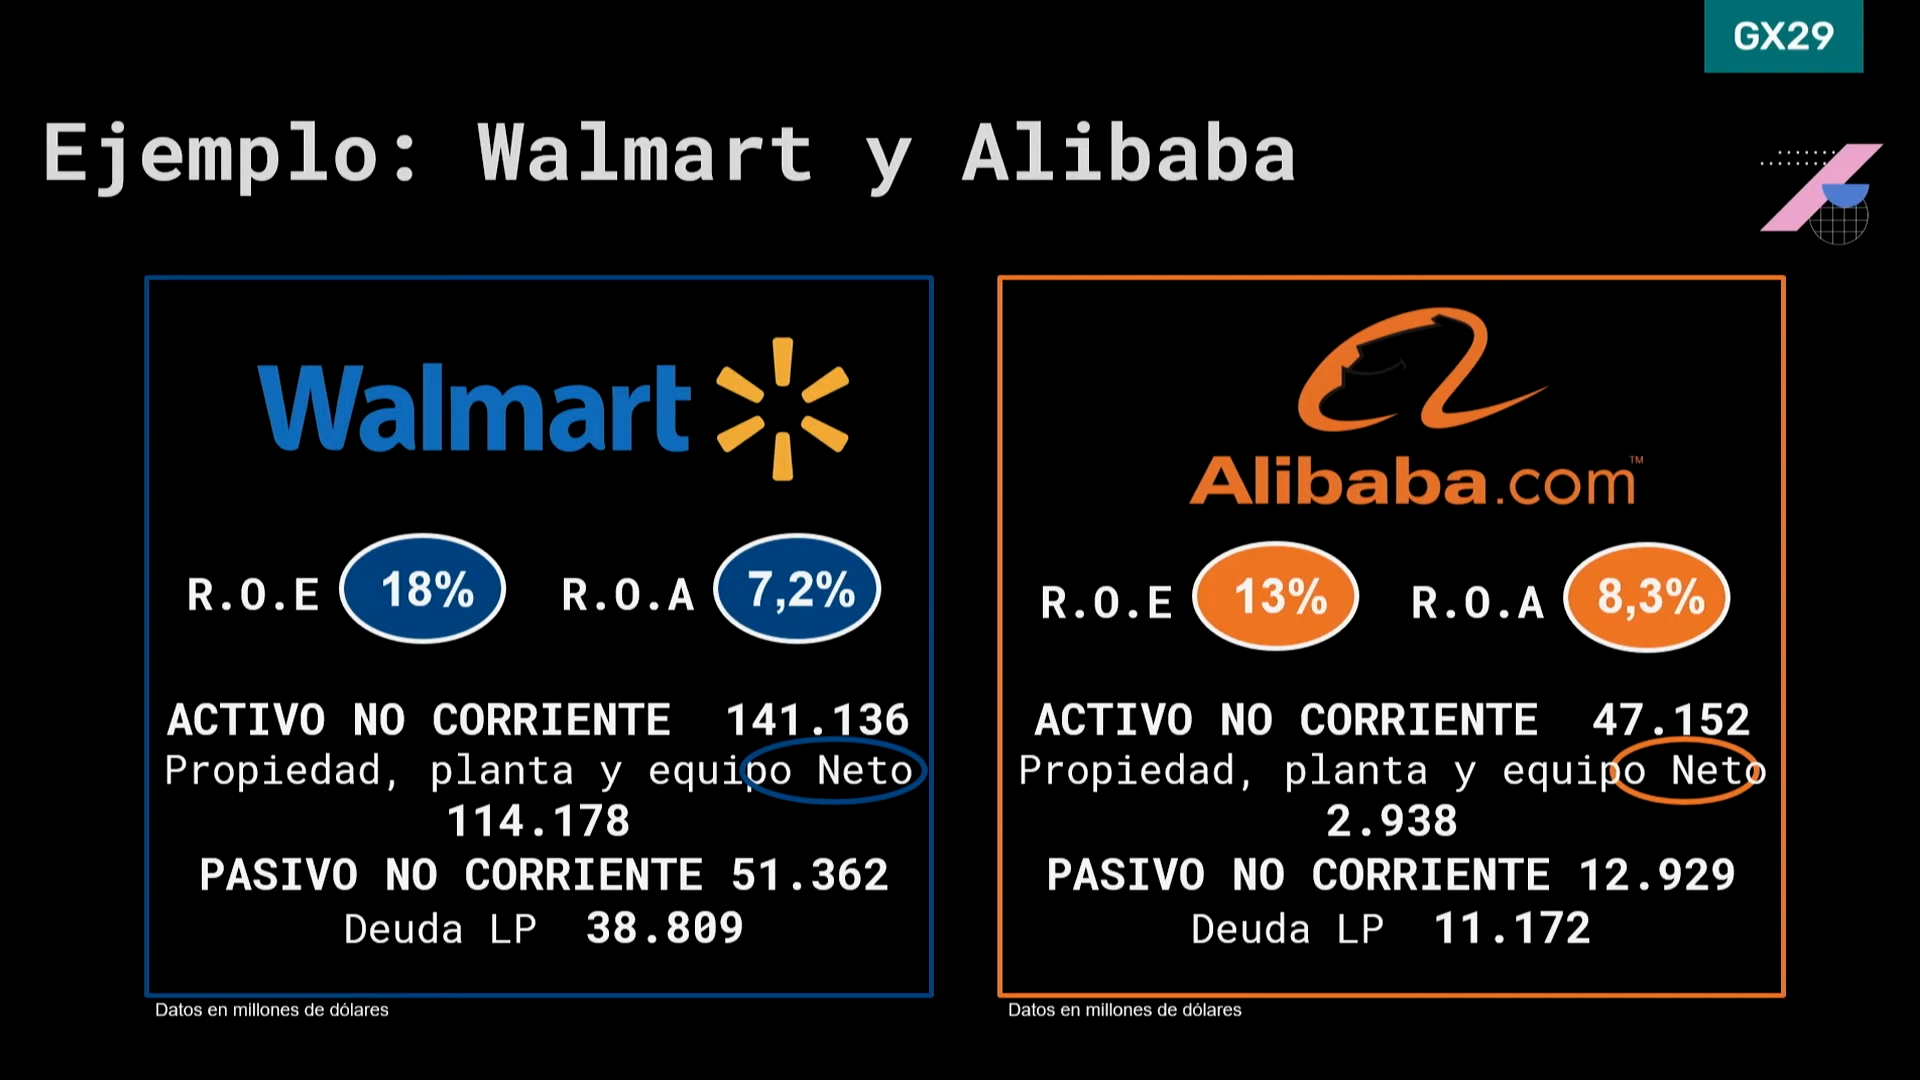 GX29
Ejemplo: Walmart y Alibaba
Walmart
R.O.E 18% R.O.A 7,2%
ACTIVO NO CORRIENTE 141.136
Propiedad, planta y equipo Neto
114.178
PASIVO NO CORRIENTE 51.362
Deuda LP 38.809
Datos en millones de dólares
Alibaba.com™
R.O.E 13% R.O.A 8,3%
ACTIVO NO CORRIENTE 47.152
Propiedad, planta y equipo Neto
2.938
PASIVO NO CORRIENTE 12.929
Deuda LP 11.172
Datos en millones de dólares